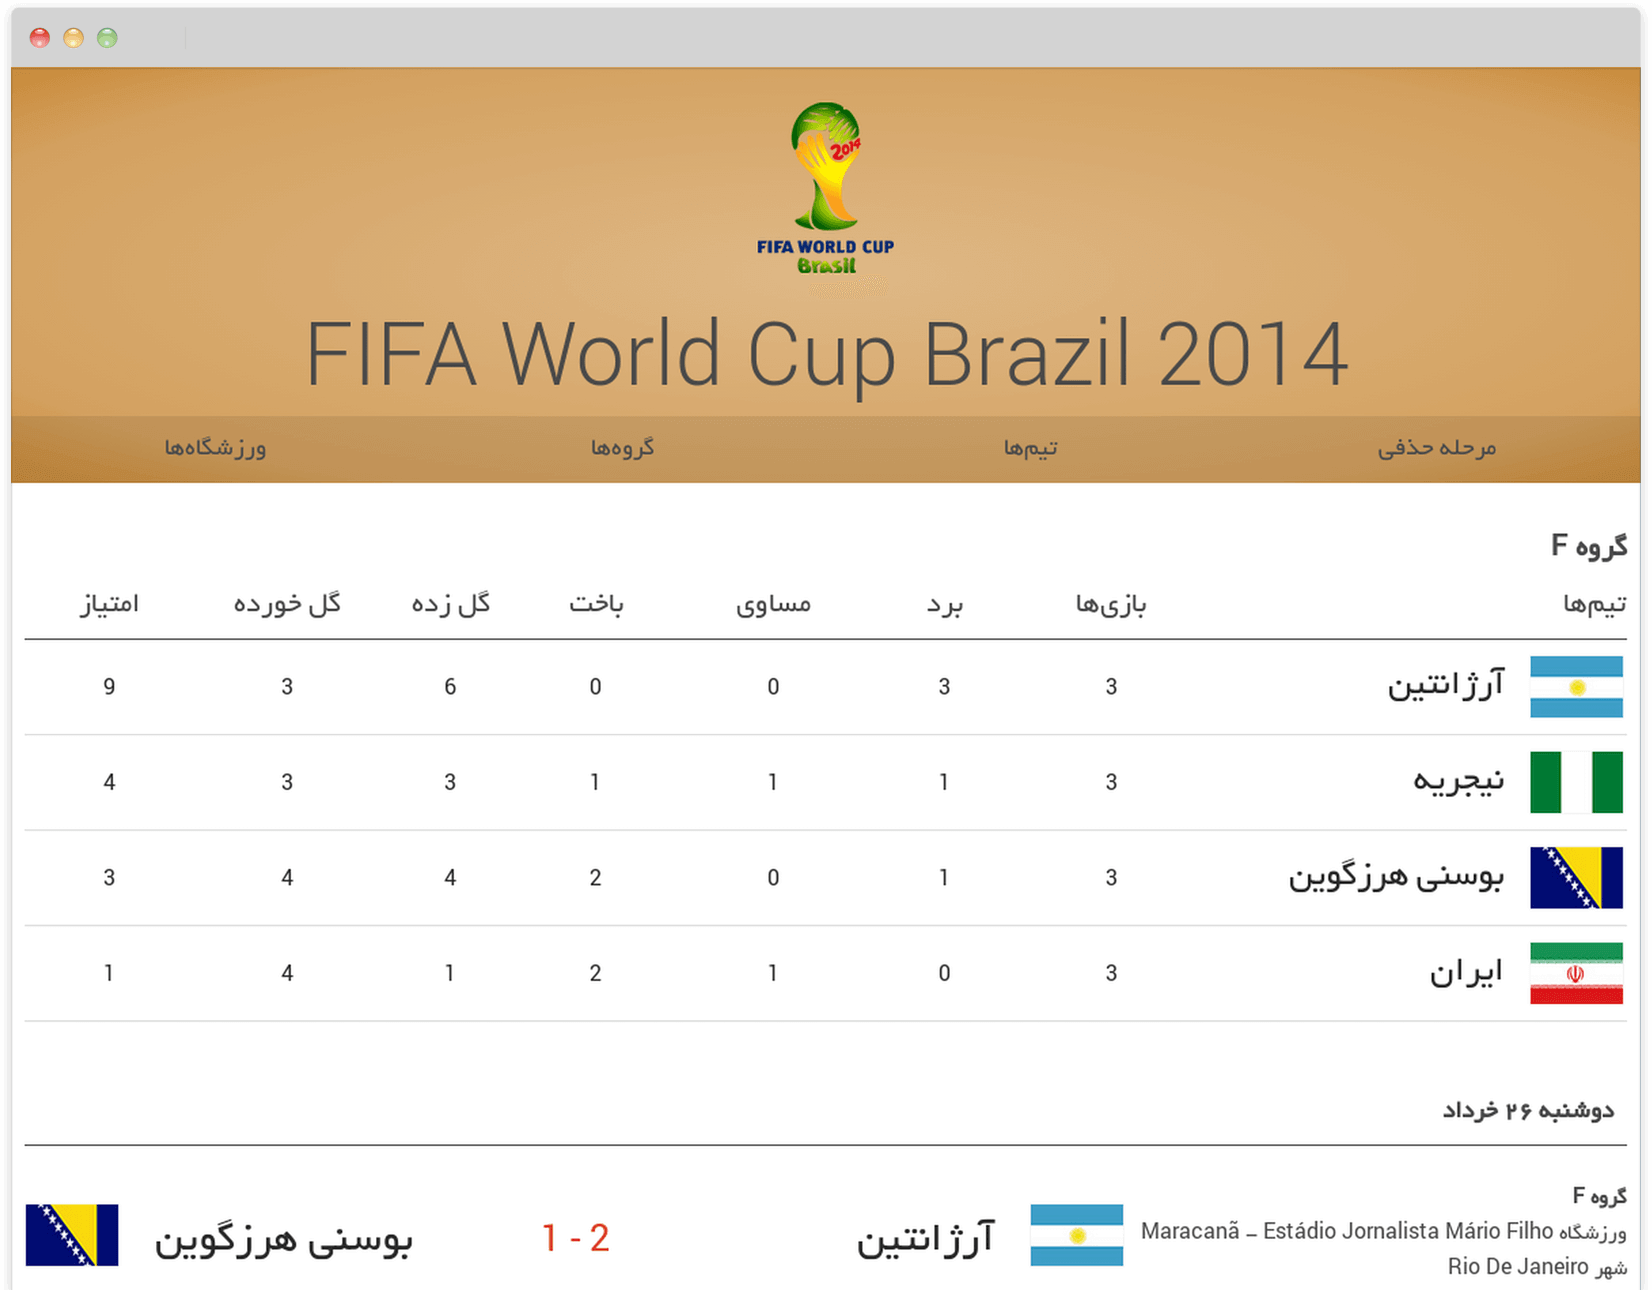 2014
FIFA WORLD CUP
Brasil
FIFA World Cup Brazil 2014
مرحله حذفی تیم‌ها گروه‌ها ورزشگاه‌ها
گروه F
تیم‌ها بازی‌ها برد مساوی باخت گل زده گل خورده امتیاز
آرژانتین 3 3 0 0 6 3 9
نیجریه 3 1 1 1 3 3 4
بوسنی هرزگوین 3 1 0 2 4 4 3
ایران 3 0 1 2 1 4 1
دوشنبه ۲۶ خرداد
گروه F
ورزشگاه Maracanã – Estádio Jornalista Mário Filho
شهر Rio De Janeiro
آرژانتین 1 - 2 بوسنی هرزگوین